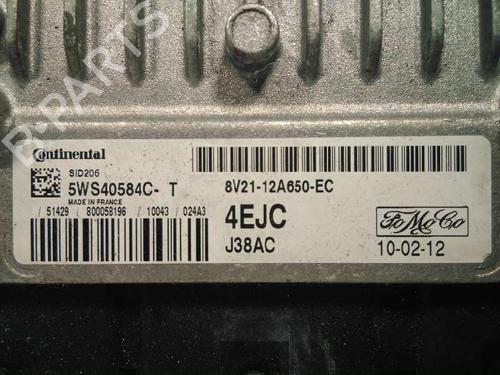 B-PARTS
Continental
SID206
5WS40584C- T
MADE IN FRANCE
/ 51429 / 800058196 / 10043 / 024A3
8V21-12A650-EC
4EJC
J38AC
FoMoCo
10-02-12